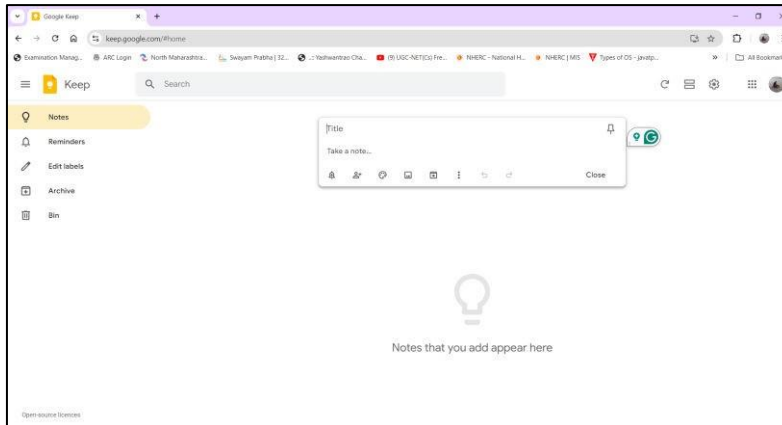 Google Keep
keep.google.com/#home
Examination Manag...
ARC Login
North Maharashtra...
Swayam Prabha | 32...
..: Yashwantrao Cha...
(9) UGC-NET(Cs) Fre...
NHERC - National H...
NHERC | MIS
Types of OS - javatp...
All Bookmar
Keep
Search
Notes
Reminders
Edit labels
Archive
Bin
Title
Take a note...
Close
Notes that you add appear here
Open-source licences